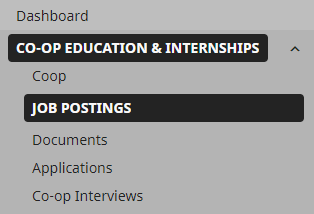 Dashboard
CO-OP EDUCATION & INTERNSHIPS
Coop
JOB POSTINGS
Documents
Applications
Co-op Interviews